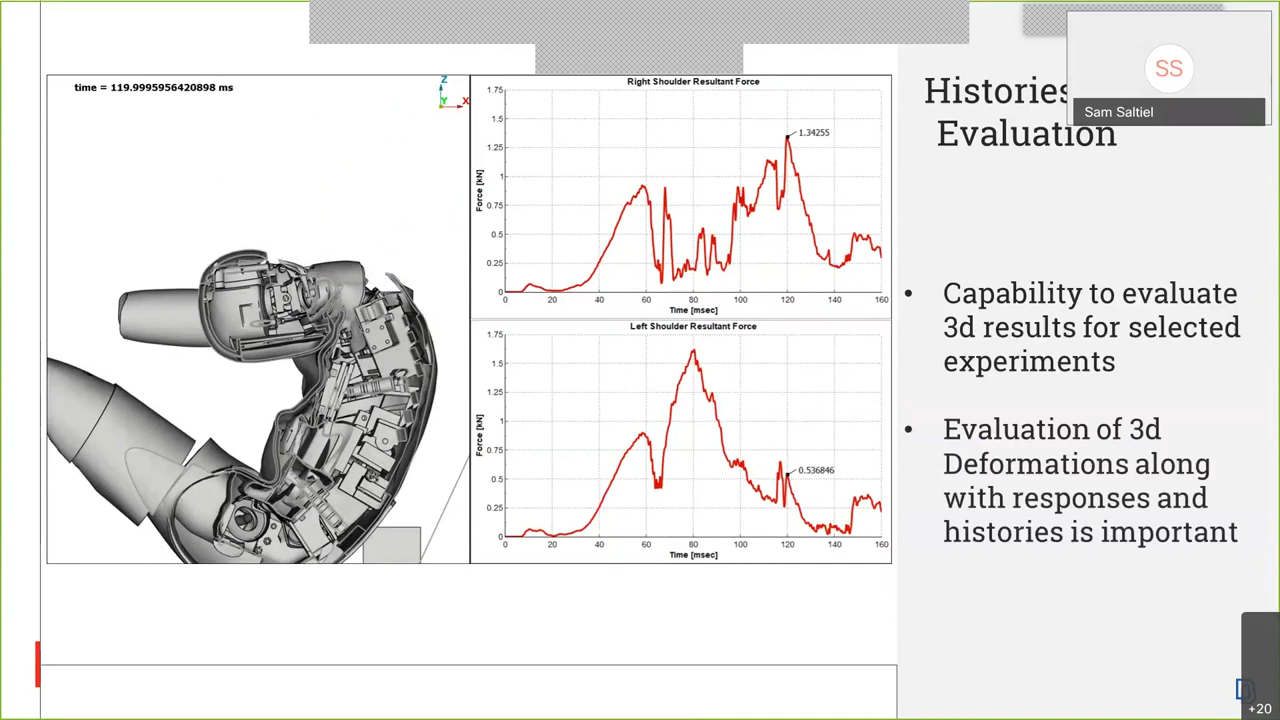 time = 119.9995956420898 ms
Z
Y
X
Right Shoulder Resultant Force
1.75
1.5
1.25
1
0.75
0.5
0.25
0
Force [kN]
1.34255
0 20 40 60 80 100 120 140 160
Time [msec]
Left Shoulder Resultant Force
1.75
1.5
1.25
1
0.75
0.5
0.25
0
Force [kN]
0.536846
0 20 40 60 80 100 120 140 160
Time [msec]
Histories
Evaluation
SS
Sam Saltiel
• Capability to evaluate
3d results for selected
experiments
• Evaluation of 3d
Deformations along
with responses and
histories is important
+20